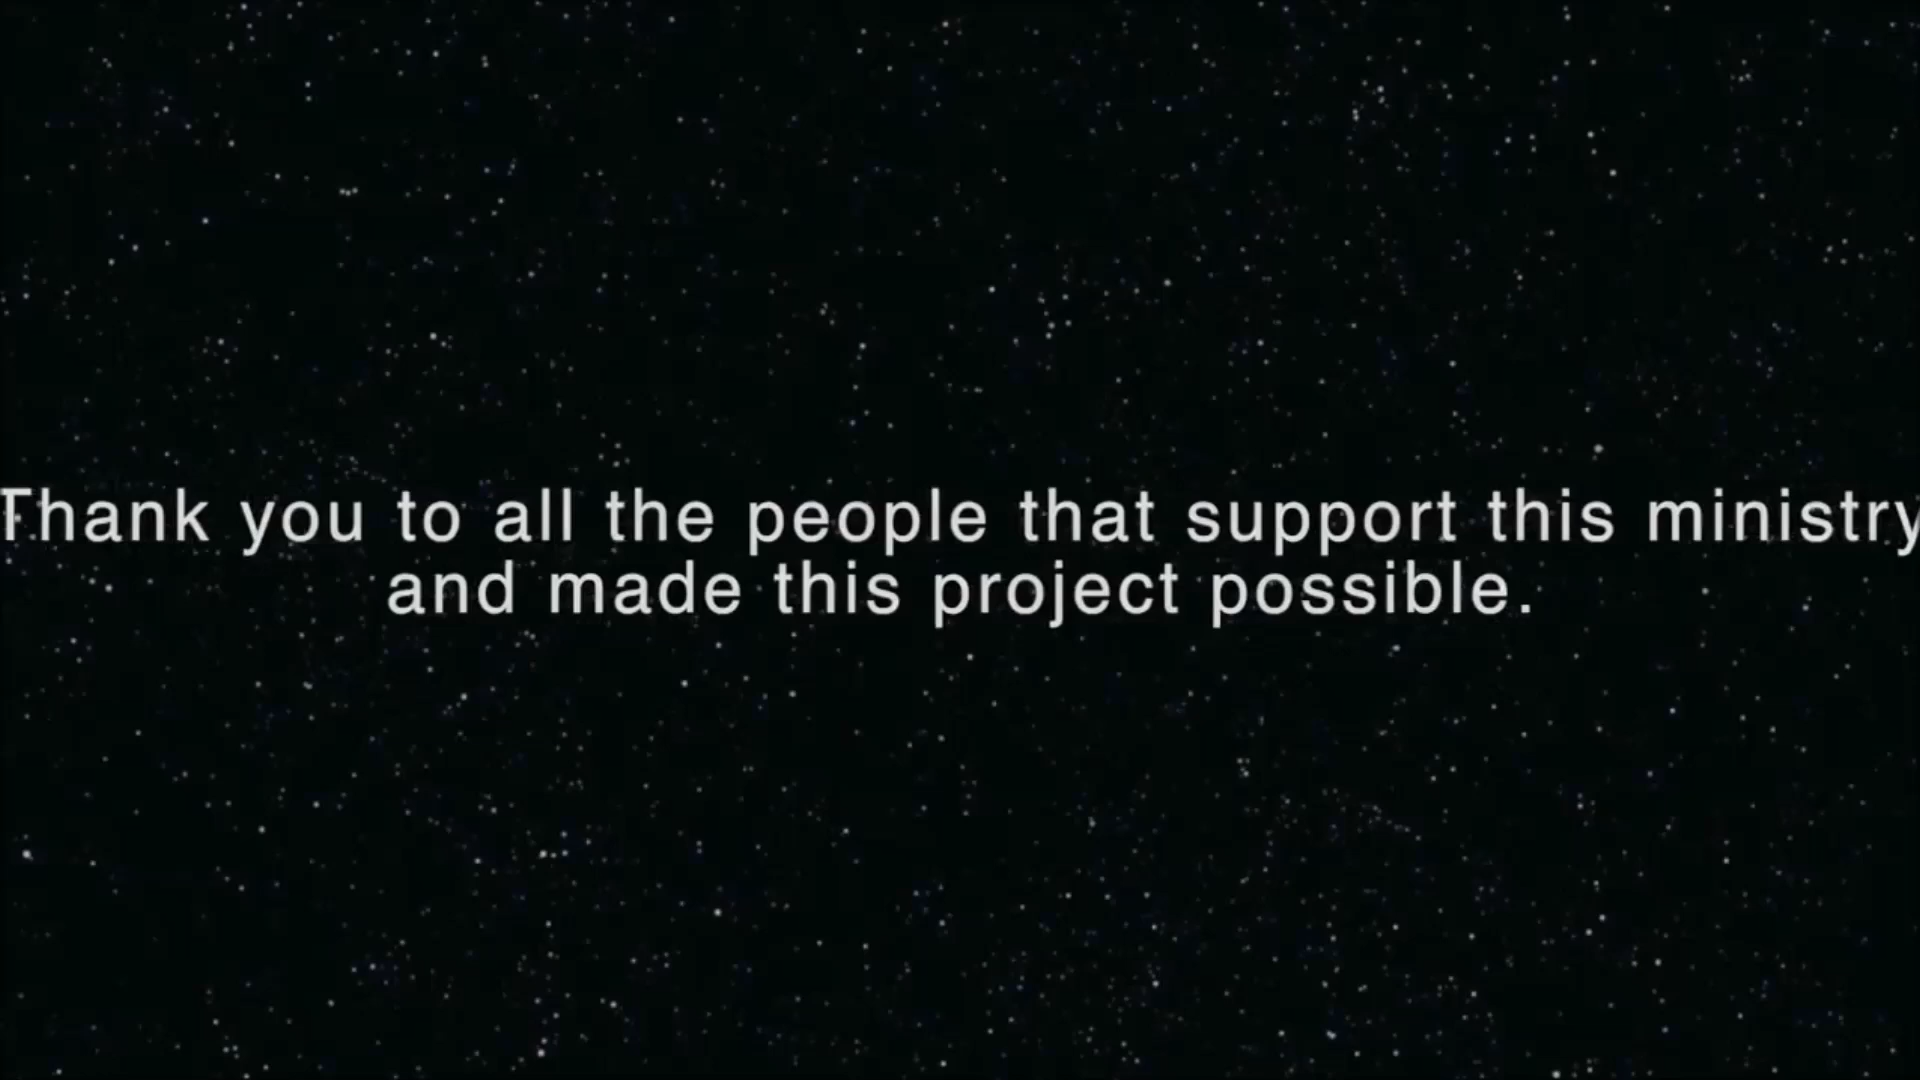 Thank you to all the people that support this ministry
and made this project possible.